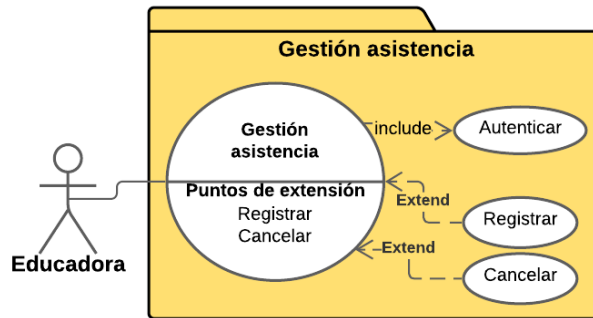 Gestión asistencia
Gestión
asistencia
include
Autenticar
Puntos de extensión
Registrar
Cancelar
Extend
Registrar
Extend
Cancelar
Educadora